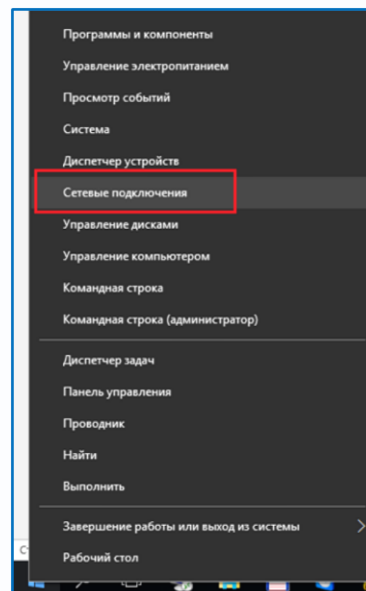 Программы и компоненты
Управление электропитанием
Просмотр событий
Система
Диспетчер устройств
Сетевые подключения
Управление дисками
Управление компьютером
Командная строка
Командная строка (администратор)
Диспетчер задач
Панель управления
Проводник
Найти
Выполнить
Завершение работы или выход из системы
Рабочий стол